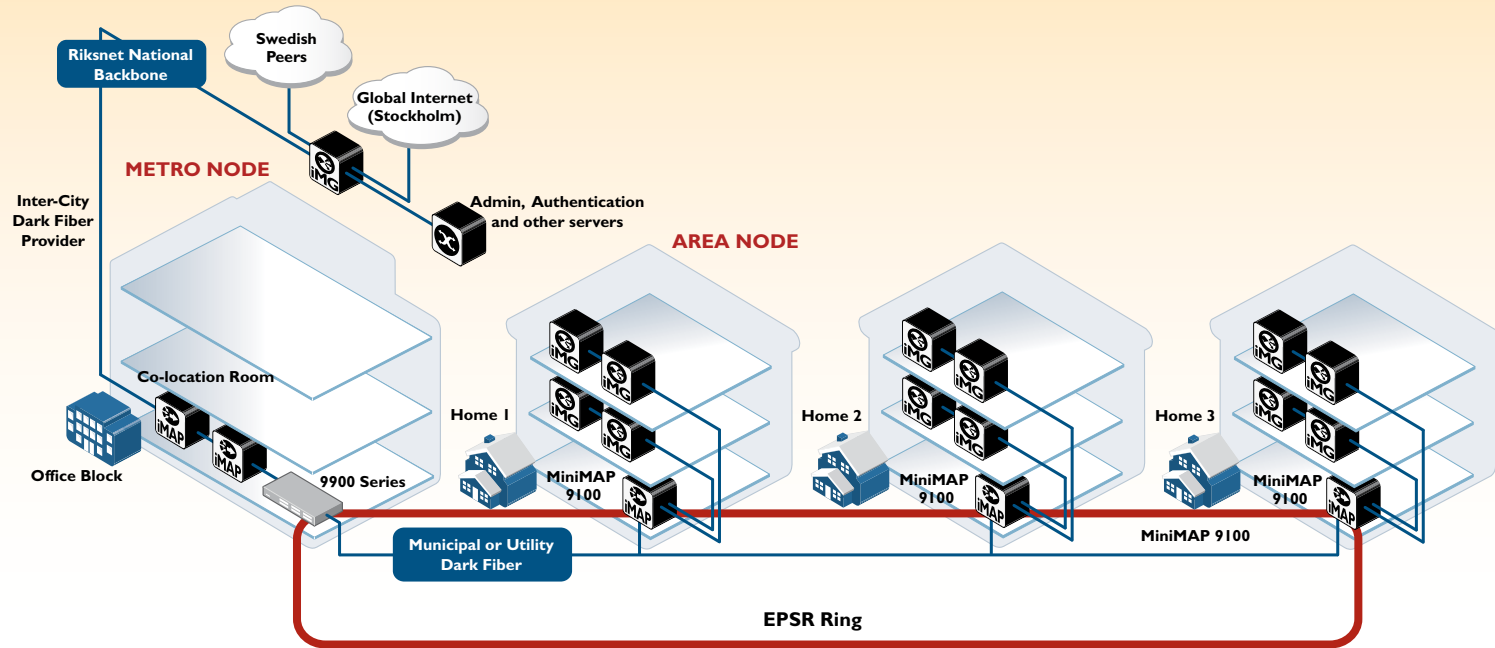 Riksnet National
Backbone
Swedish
Peers
Global Internet
(Stockholm)
iMG
METRO NODE
Inter-City
Dark Fiber
Provider
Admin, Authentication
and other servers
AREA NODE
Co-location Room
iMAP
iMAP
Office Block
9900 Series
Home 1
iMG
iMG
iMG
iMG
MiniMAP
9100
iMAP
Home 2
iMG
iMG
iMG
iMG
MiniMAP
9100
iMAP
Home 3
iMG
iMG
iMG
iMG
MiniMAP
9100
iMAP
MiniMAP 9100
Municipal or Utility
Dark Fiber
EPSR Ring